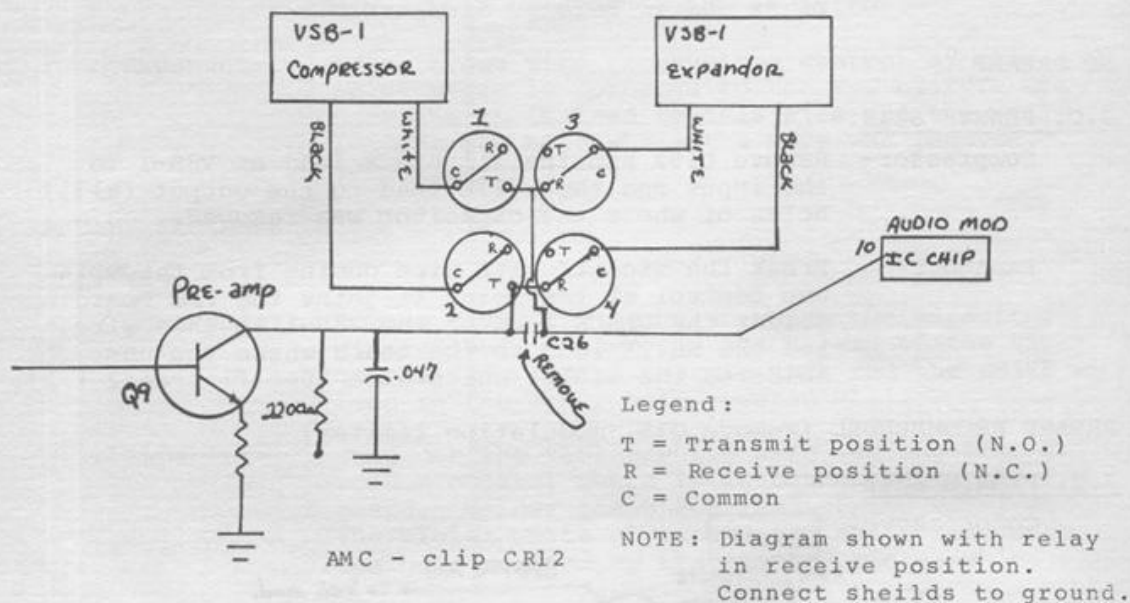 VSB-1
Compressor
VSB-1
Expandor
Black
white
1
3
WHITE
Black
R
C
T
T
C
R
R
C
T
T
C
R
2
4
AUDIO MOD
10
IC CHIP
PRE-amp
Q9
2200Ω
.047
C26
REMOVE
Legend:
T = Transmit position (N.O.)
R = Receive position (N.C.)
C = Common
NOTE: Diagram shown with relay
in receive position.
Connect sheilds to ground.
AMC - clip CR12